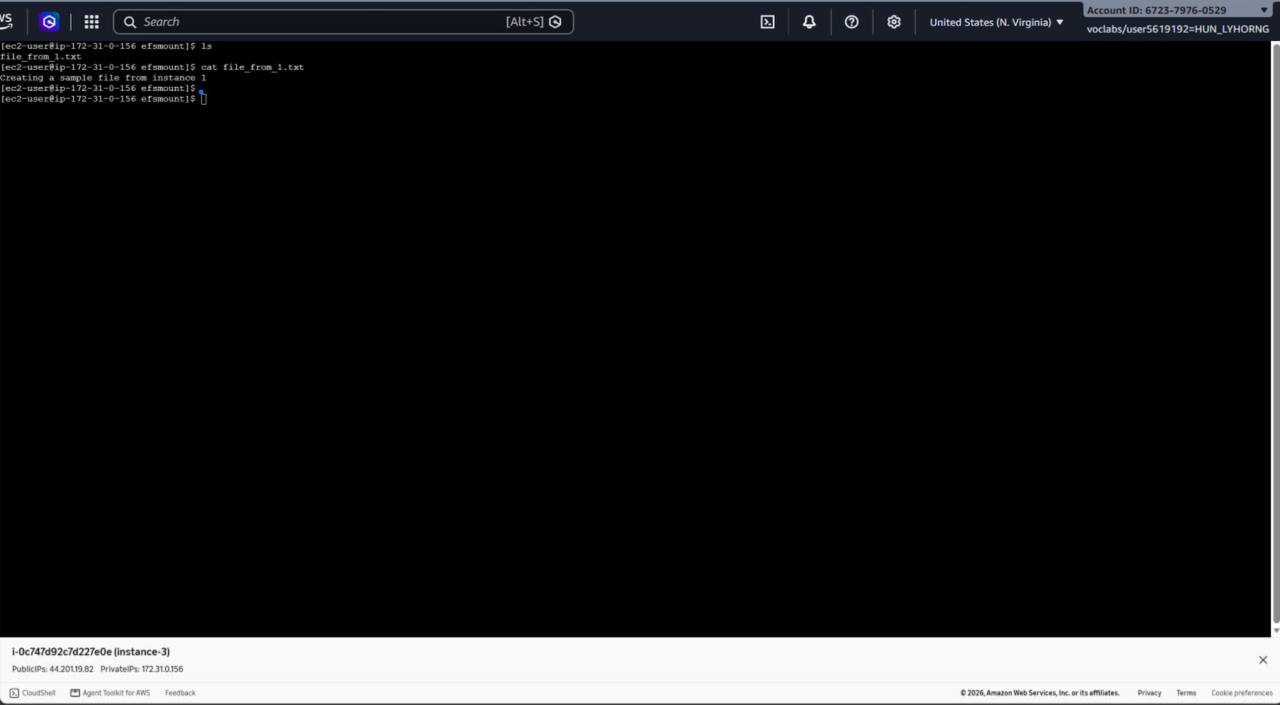 WS
Search
[Alt+S]
United States (N. Virginia)
Account ID: 6723-7976-0529
voclabs/user5619192=HUN_LYHORNG
[ec2-user@ip-172-31-0-156 efsmount]$ ls
file_from_1.txt
[ec2-user@ip-172-31-0-156 efsmount]$ cat file_from_1.txt
Creating a sample file from instance 1
[ec2-user@ip-172-31-0-156 efsmount]$
[ec2-user@ip-172-31-0-156 efsmount]$
i-0c747d92c7d227e0e (instance-3)
PublicIPs: 44.201.19.82 PrivateIPs: 172.31.0.156
CloudShell Agent Toolkit for AWS Feedback
© 2026, Amazon Web Services, Inc. or its affiliates. Privacy Terms Cookie preferences